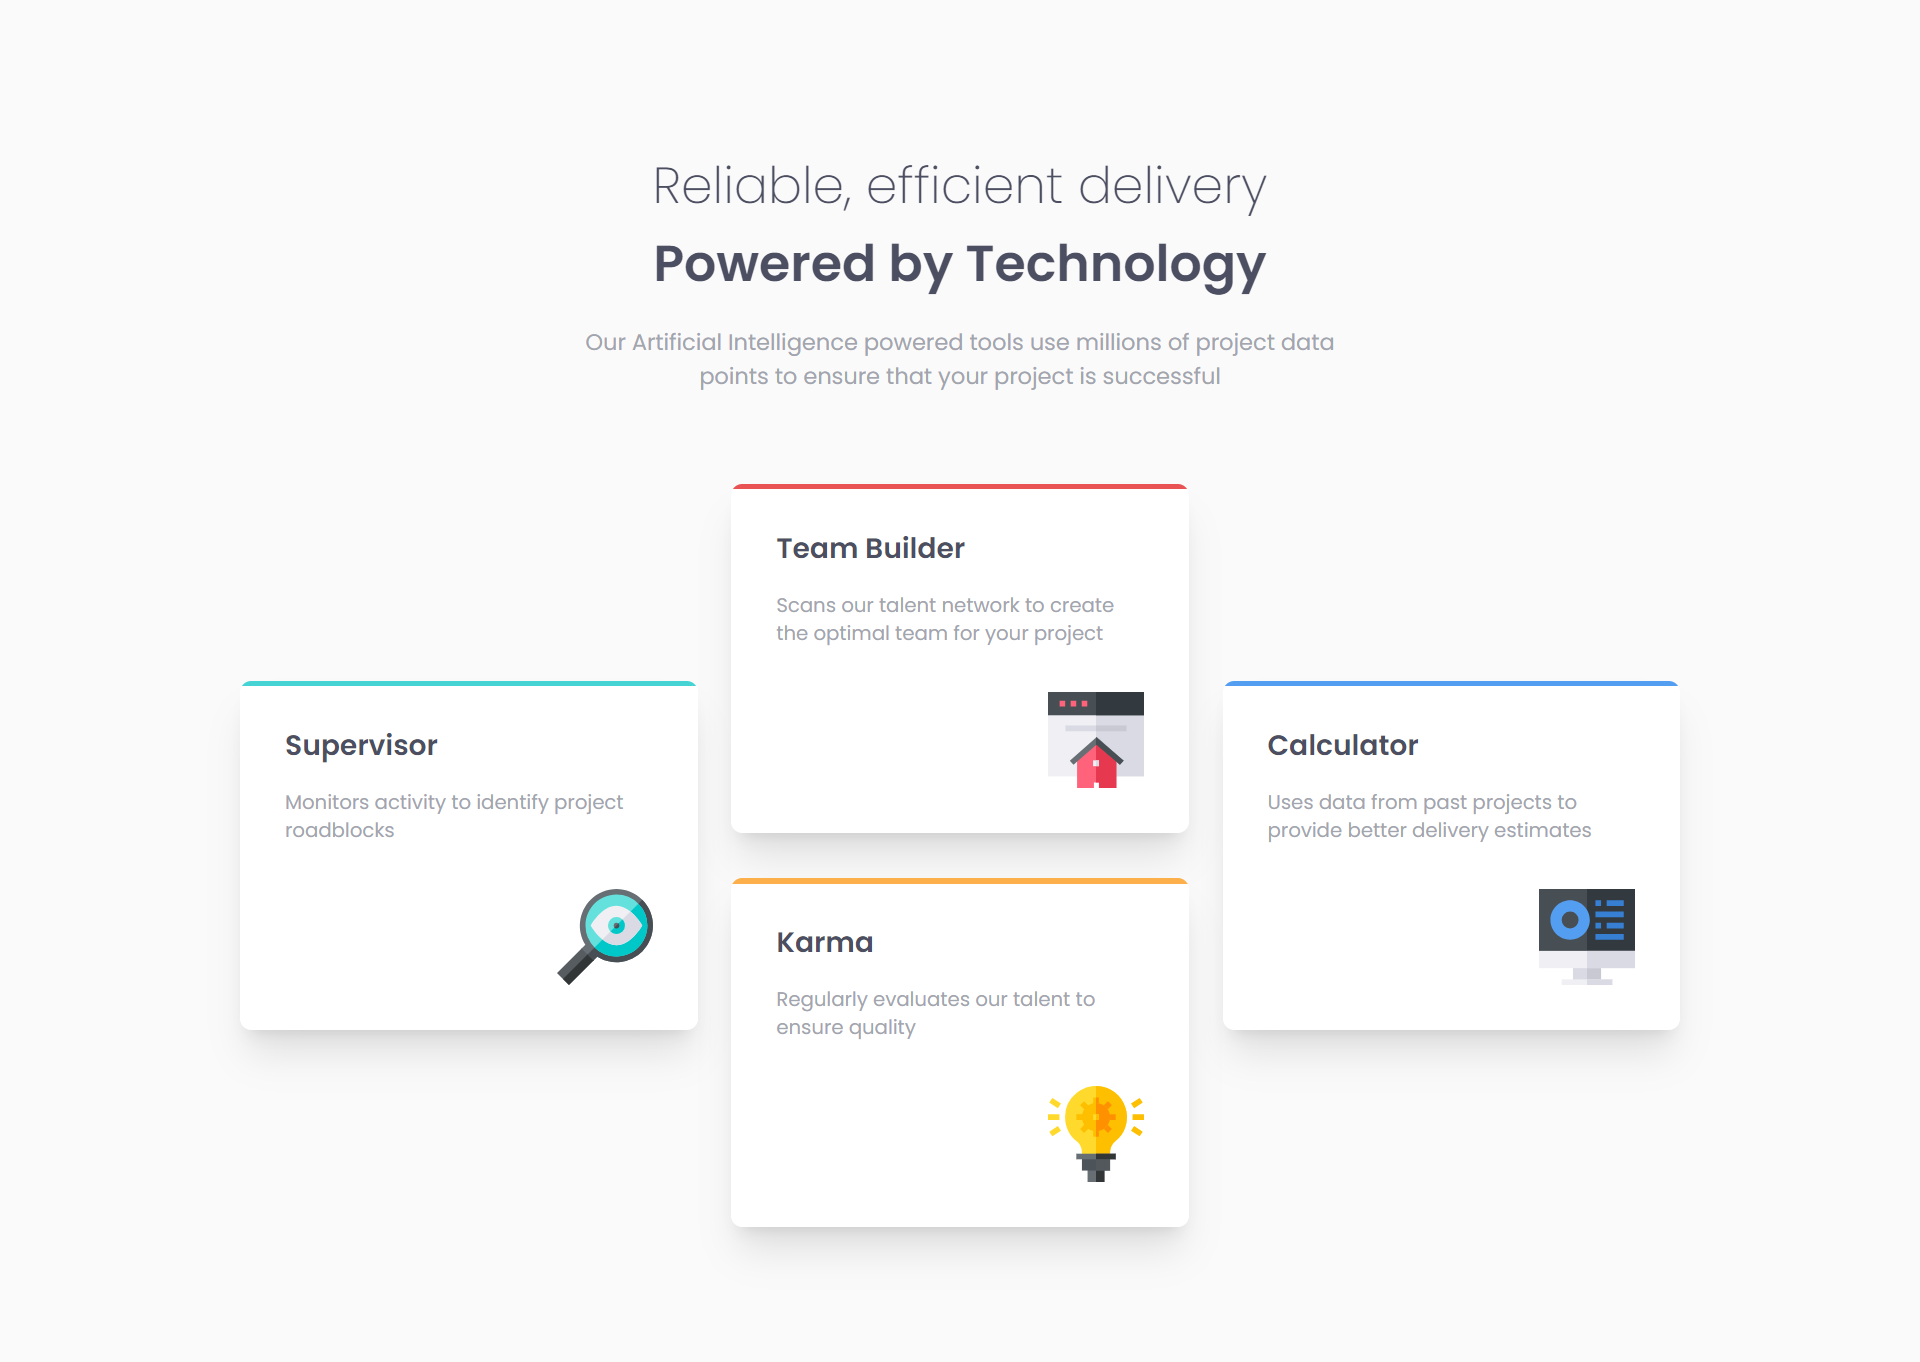 Reliable, efficient delivery
Powered by Technology
Our Artificial Intelligence powered tools use millions of project data
points to ensure that your project is successful
Supervisor
Monitors activity to identify project
roadblocks
Team Builder
Scans our talent network to create
the optimal team for your project
Karma
Regularly evaluates our talent to
ensure quality
Calculator
Uses data from past projects to
provide better delivery estimates